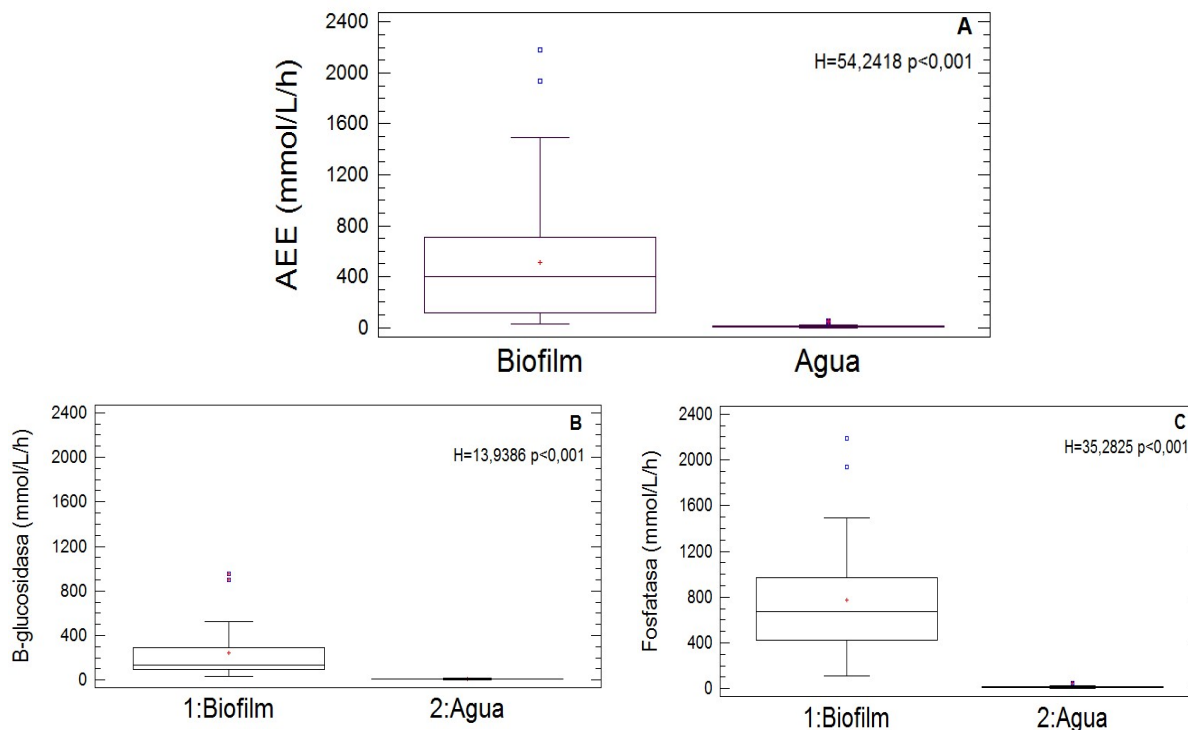 A
H=54,2418 p<0,001
AEE (mmol/L/h)
2400
2000
1600
1200
800
400
0
Biofilm Agua
B
H=13,9386 p<0,001
B-glucosidasa (mmol/L/h)
2400
2000
1600
1200
800
400
0
1:Biofilm 2:Agua
C
H=35,2825 p<0,001
Fosfatasa (mmol/L/h)
2400
2000
1600
1200
800
400
0
1:Biofilm 2:Agua